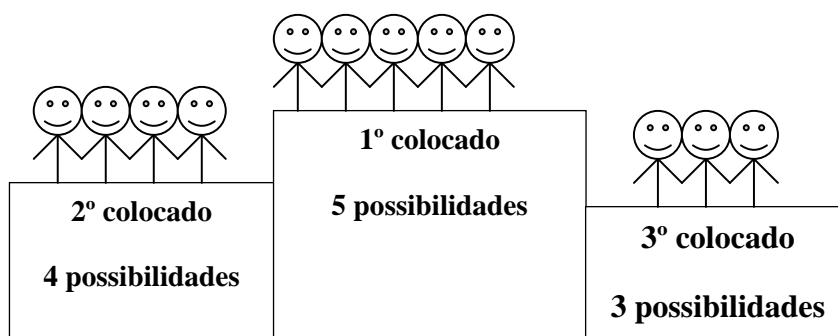 1º colocado
5 possibilidades
2º colocado
4 possibilidades
3º colocado
3 possibilidades